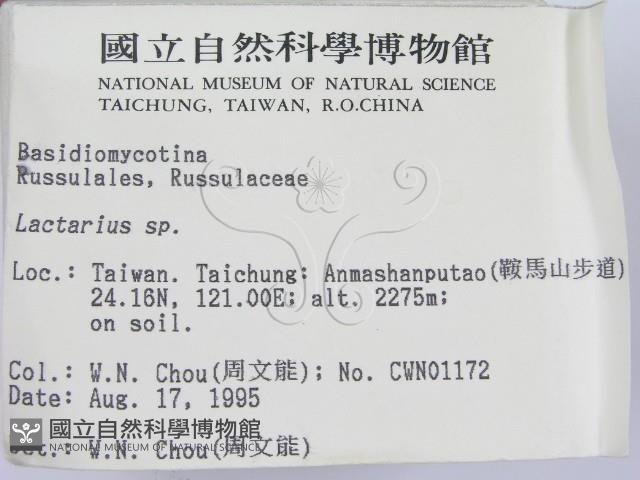 國立自然科學博物館
NATIONAL MUSEUM OF NATURAL SCIENCE
TAICHUNG, TAIWAN, R.O.CHINA
Basidiomycotina
Russulales, Russulaceae
Lactarius sp.
Loc.: Taiwan. Taichung: Anmashanputao(鞍馬山步道)
24.16N, 121.00E; alt. 2275m;
on soil.
Col.: W.N. Chou(周文能); No. CWN01172
Date: Aug. 17, 1995
國立自然科學博物館
NATIONAL MUSEUM OF NATURAL SCIENCE
W.N. Chou(周文能)